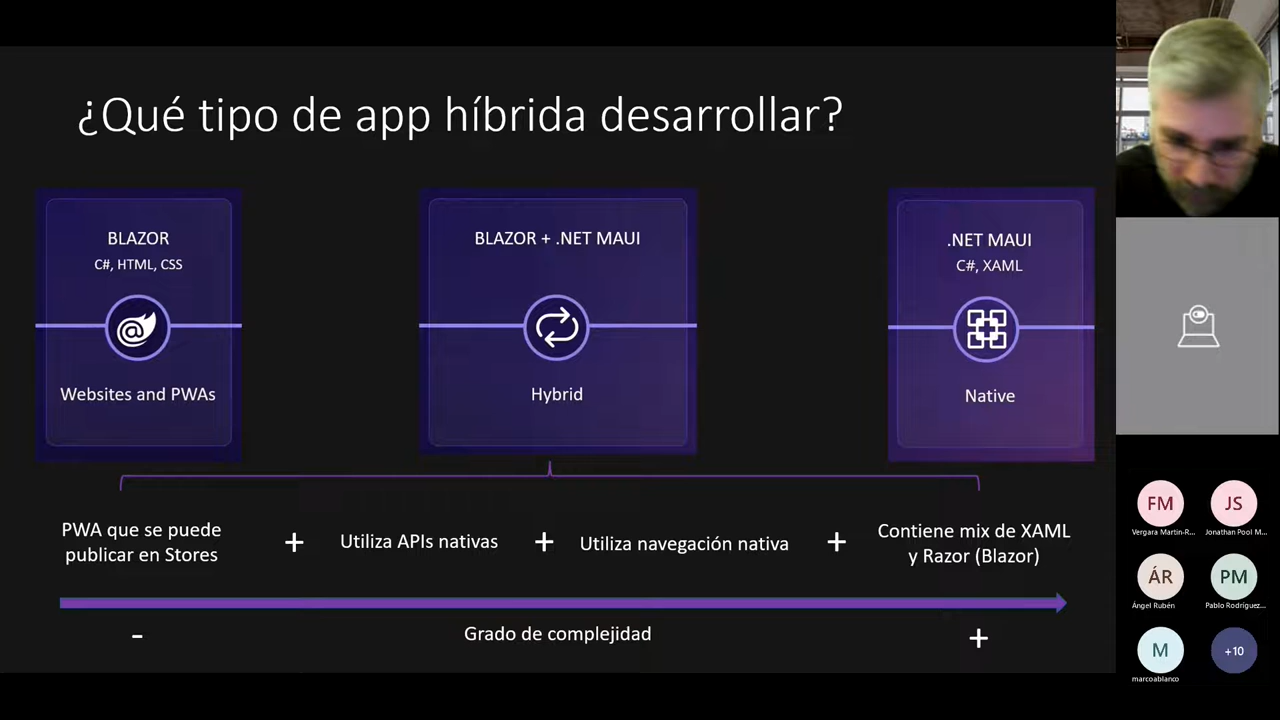 ¿Qué tipo de app híbrida desarrollar?
BLAZOR
C#, HTML, CSS
@
Websites and PWAs
BLAZOR + .NET MAUI
Hybrid
.NET MAUI
C#, XAML
Native
PWA que se puede
publicar en Stores
+
Utiliza APIs nativas
+
Utiliza navegación nativa
+
Contiene mix de XAML
y Razor (Blazor)
-
Grado de complejidad
+
FM
Vergara Martin-R...
JS
Jonathan Pool M...
ÁR
Ángel Rubén
PM
Pablo Rodríguez...
M
marcoablanco
+10